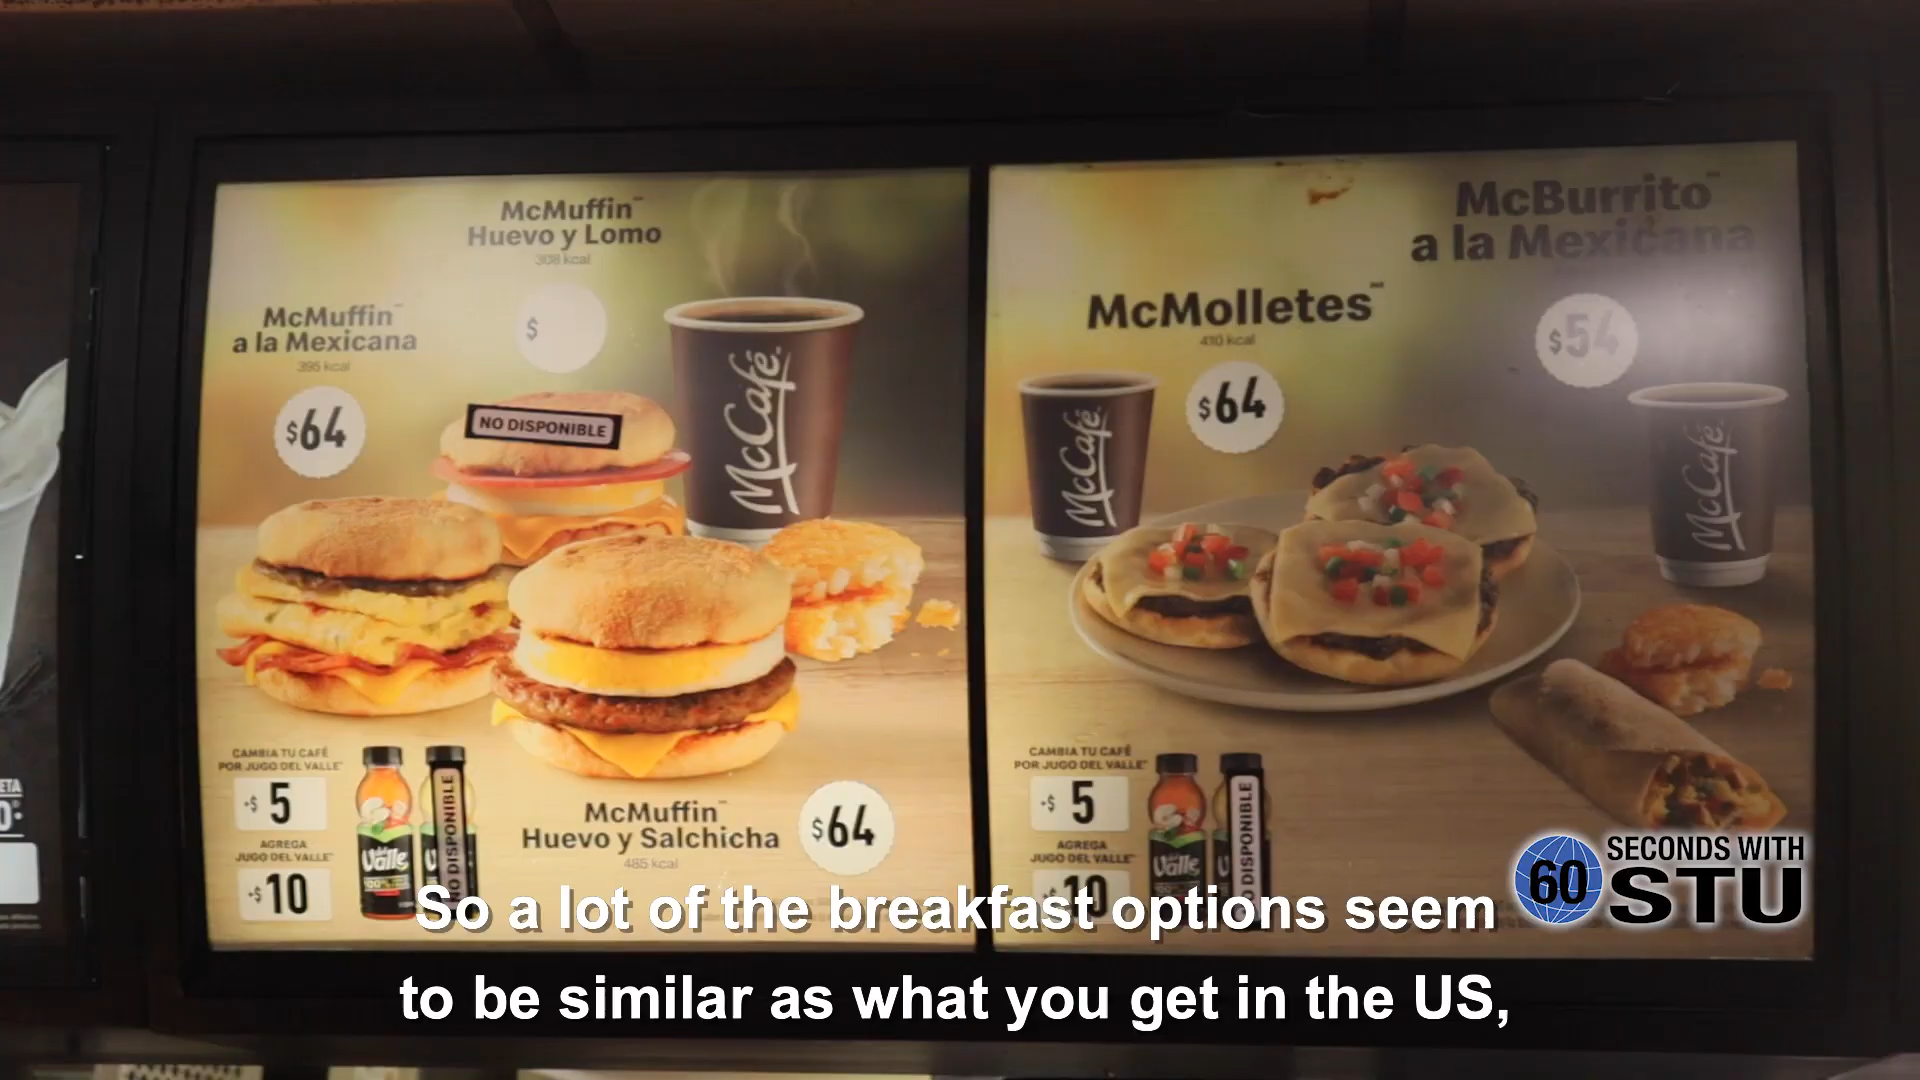 McMuffin
Huevo y Lomo
308 kcal
$
McMuffin
a la Mexicana
395 kcal
$64
NO DISPONIBLE
McCafé
CAMBIA TU CAFÉ
POR JUGO DEL VALLE
+$ 5
AGREGA
JUGO DEL VALLE
+$ 10
Valle
NO DISPONIBLE
McMuffin
Huevo y Salchicha
485 kcal
$64
McBurrito
a la Mexicana
$54
McMolletes
410 kcal
$64
McCafé
McCafé
CAMBIA TU CAFÉ
POR JUGO DEL VALLE
+$ 5
AGREGA
JUGO DEL VALLE
+$ 10
Valle
NO DISPONIBLE
60 SECONDS WITH
STU
So a lot of the breakfast options seem
to be similar as what you get in the US,